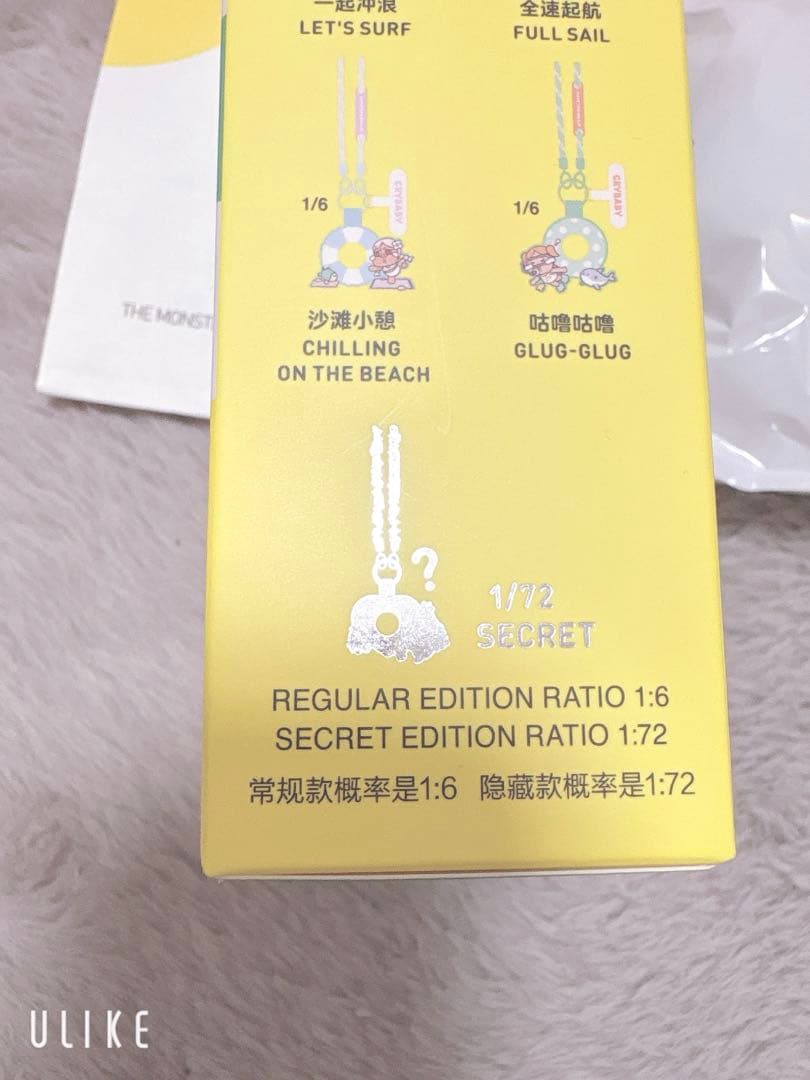 一起冲浪
LET'S SURF
全速起航
FULL SAIL
1/6
CRYBABY
沙滩小憩
CHILLING
ON THE BEACH
1/6
CRYBABY
咕噜咕噜
GLUG-GLUG
THE MONST
?
1/72
SECRET
REGULAR EDITION RATIO 1:6
SECRET EDITION RATIO 1:72
常规款概率是1:6 隐藏款概率是1:72
ULIKE